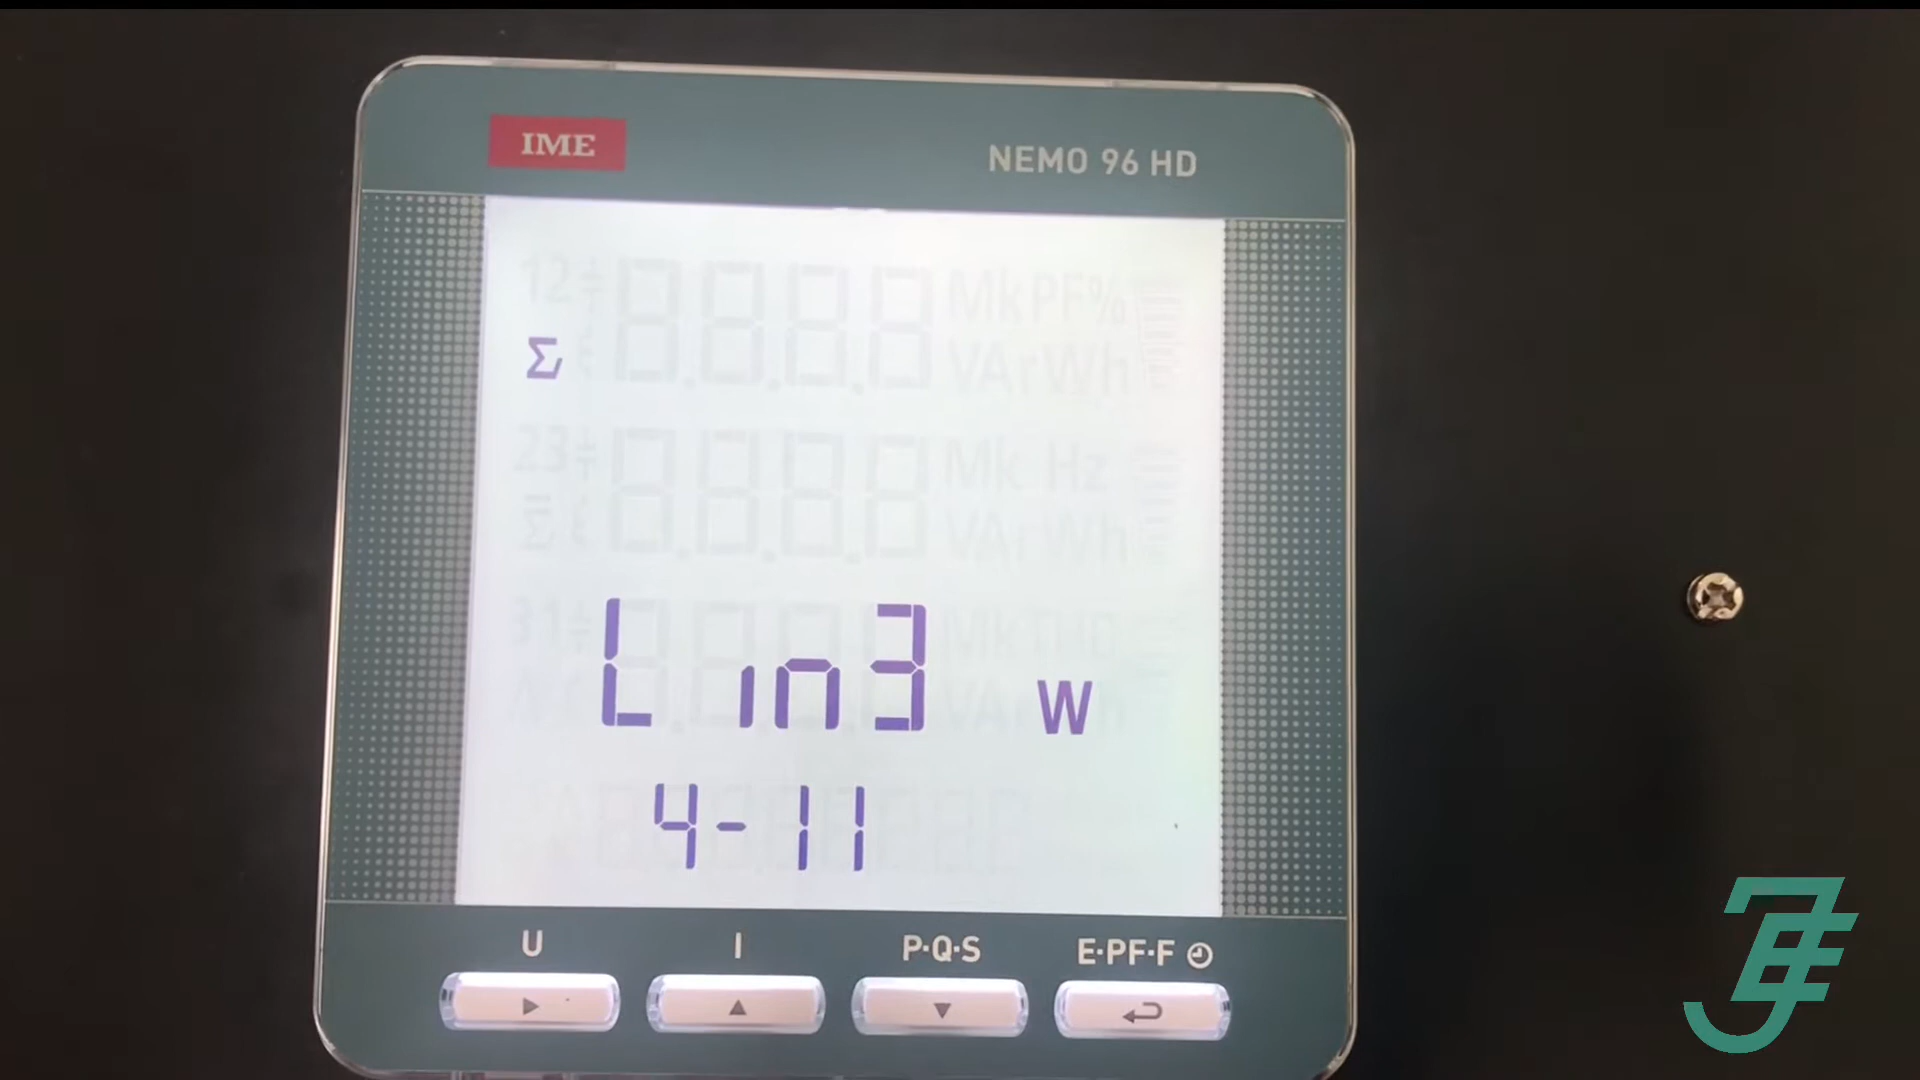 IME
NEMO 96 HD
Σ
Lin3 W
4-11
U I P·Q·S E·PF·F